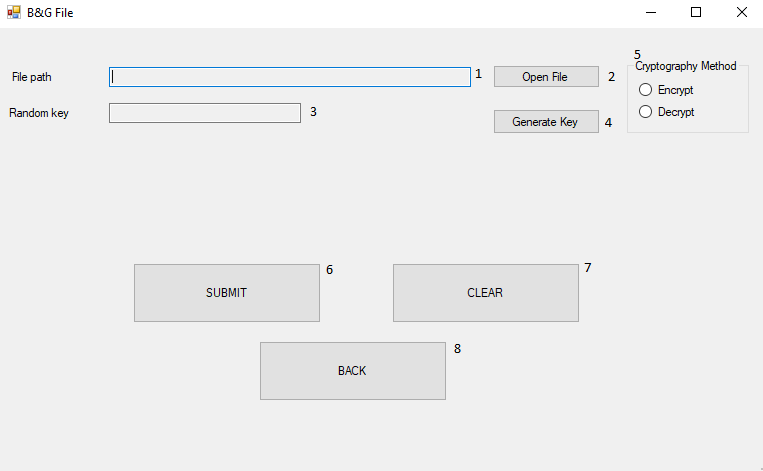 B&G File
5
File path
1
Open File
2
Cryptography Method
Encrypt
Random key
3
Generate Key
4
Decrypt
SUBMIT
6
CLEAR
7
BACK
8